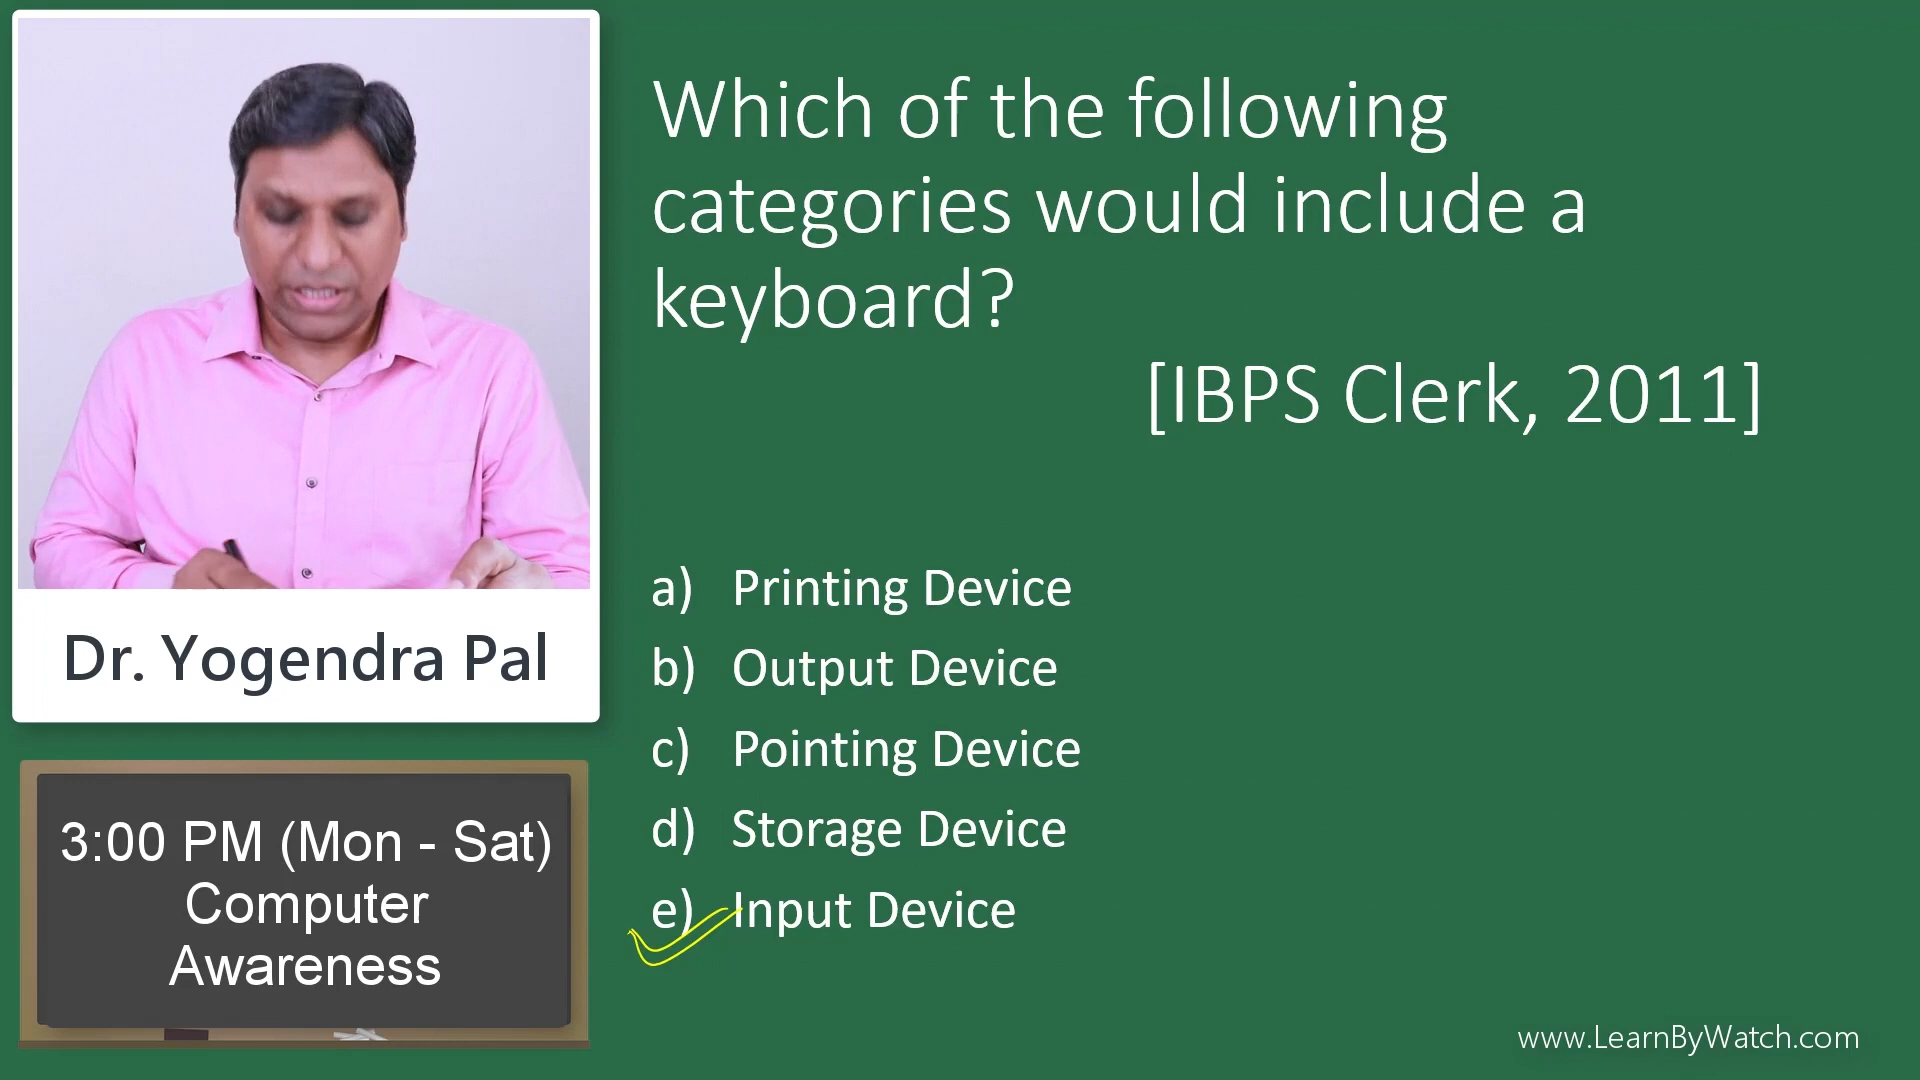 Which of the following
categories would include a
keyboard?
[IBPS Clerk, 2011]
a) Printing Device
b) Output Device
c) Pointing Device
d) Storage Device
e) Input Device
Dr. Yogendra Pal
3:00 PM (Mon - Sat)
Computer
Awareness
www.LearnByWatch.com